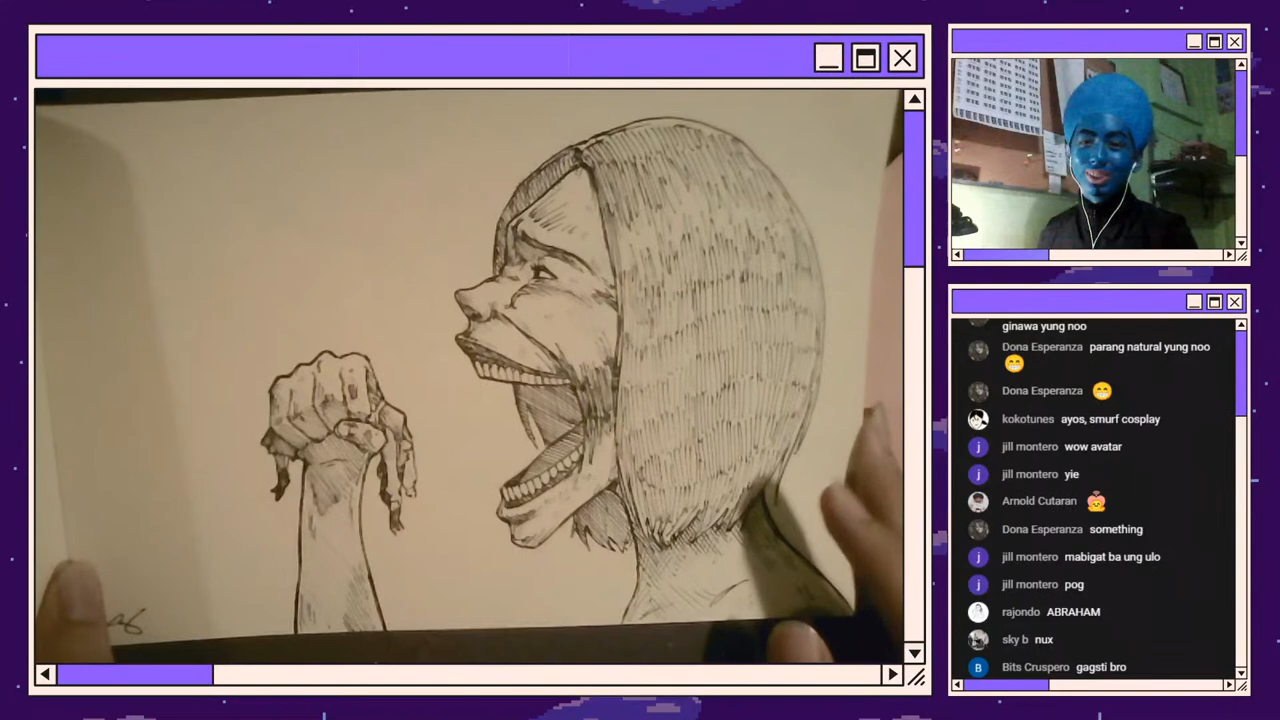 ginawa yung noo
Dona Esperanza parang natural yung noo
😁
Dona Esperanza 😁
kokotunes ayos, smurf cosplay
j jill montero wow avatar
j jill montero yie
Arnold Cutaran
Dona Esperanza something
j jill montero mabigat ba ung ulo
j jill montero pog
rajondo ABRAHAM
sky b nux
B Bits Cruspero gagsti bro